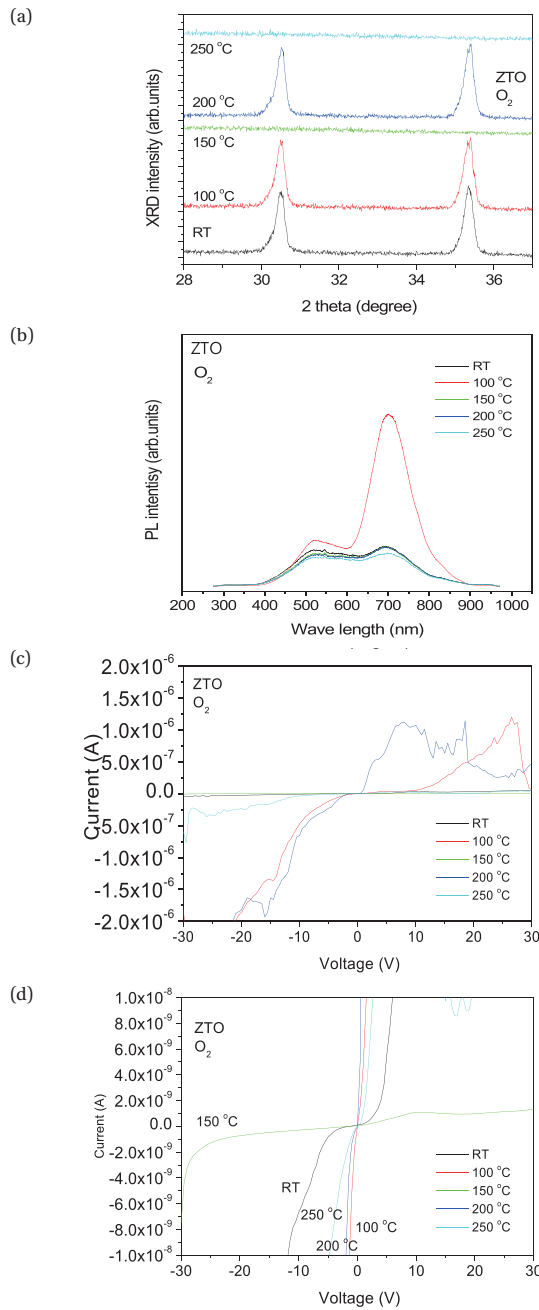 (a)
XRD intensity (arb.units)
250 °C
ZTO
O2
200 °C
150 °C
100 °C
RT
28 30 32 34 36
2 theta (degree)
(b)
PL intentisy (arb.units)
ZTO
O2
RT
100 °C
150 °C
200 °C
250 °C
200 300 400 500 600 700 800 900 1000
Wave length (nm)
(c)
Current (A)
ZTO
O2
2.0x10-6
1.5x10-6
1.0x10-6
5.0x10-7
0.0
-5.0x10-7
-1.0x10-6
-1.5x10-6
-2.0x10-6
RT
100 °C
150 °C
200 °C
250 °C
-30 -20 -10 0 10 20 30
Voltage (V)
(d)
Current (A)
ZTO
O2
1.0x10-8
8.0x10-9
6.0x10-9
4.0x10-9
2.0x10-9
0.0
-2.0x10-9
-4.0x10-9
-6.0x10-9
-8.0x10-9
-1.0x10-8
150 °C
RT
250 °C
200 °C
100 °C
RT
100 °C
150 °C
200 °C
250 °C
-30 -20 -10 0 10 20 30
Voltage (V)